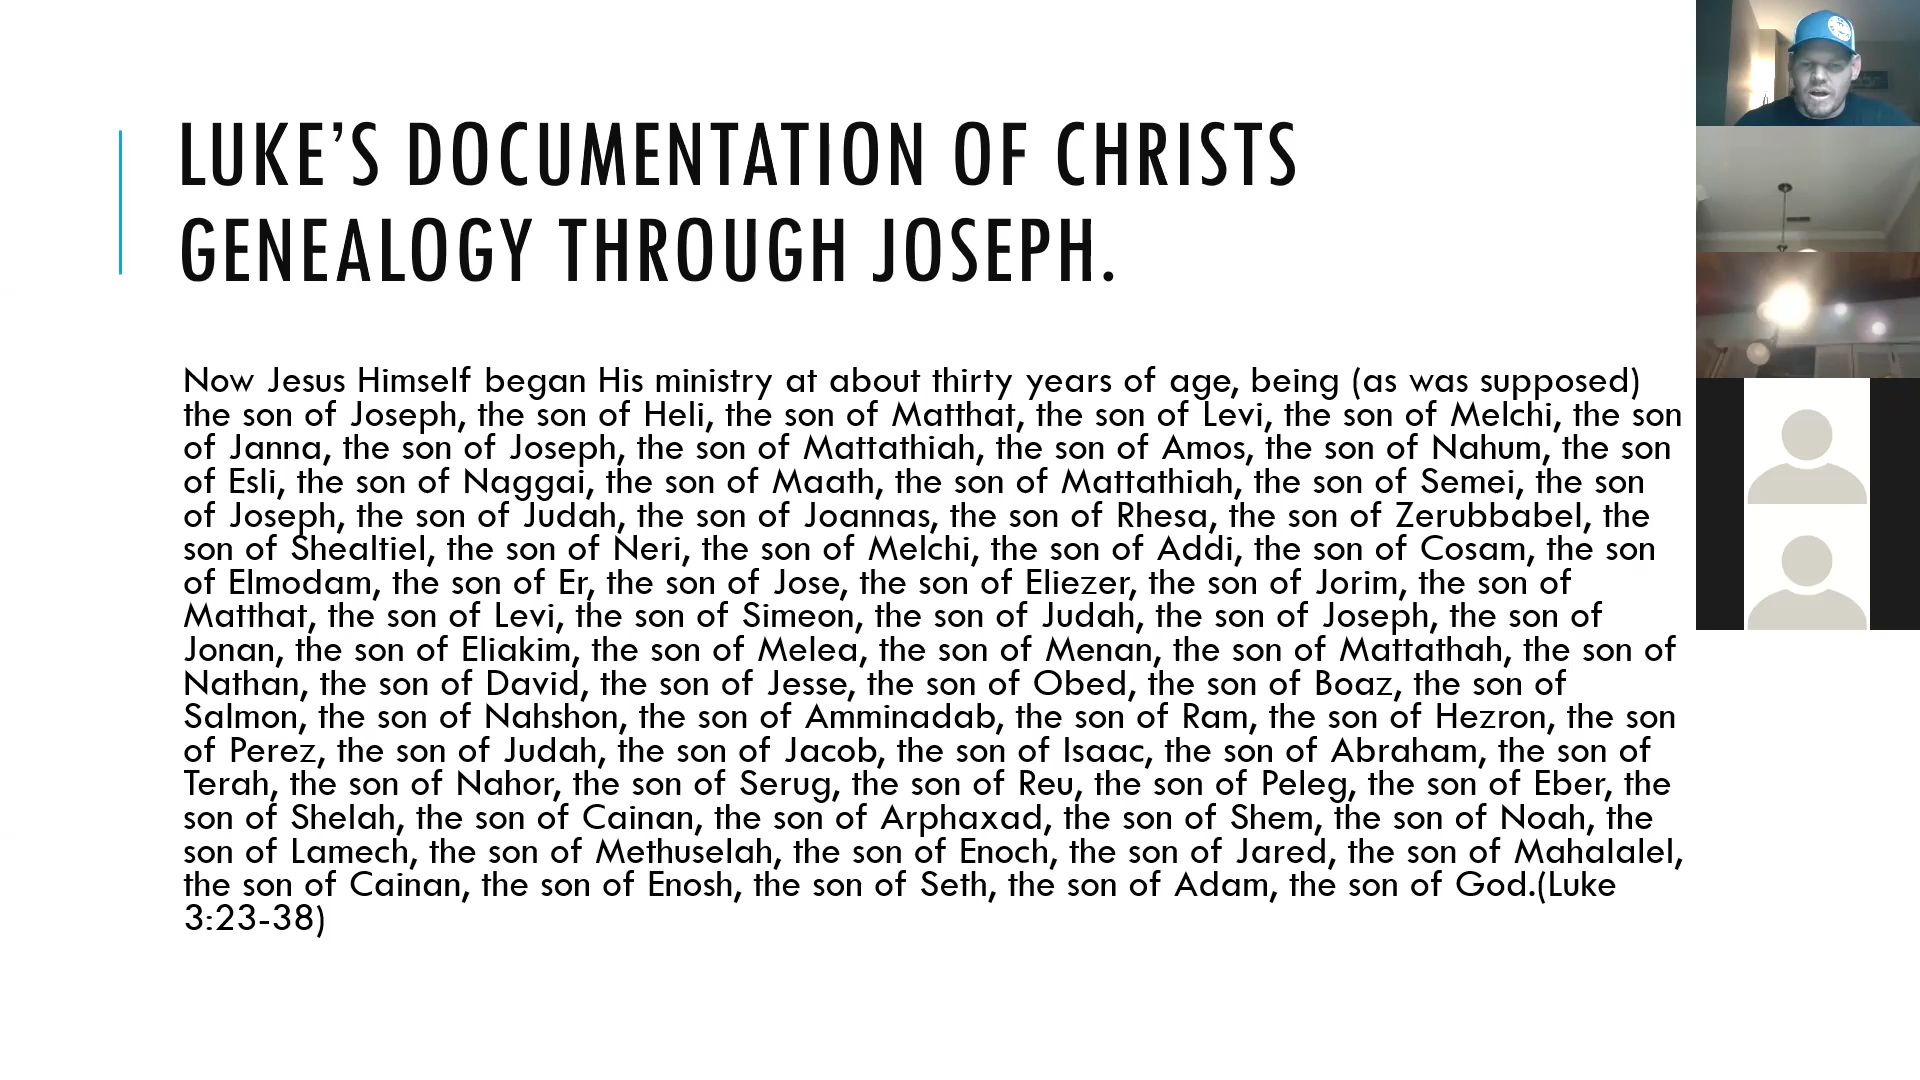 LUKE’S DOCUMENTATION OF CHRISTS
GENEALOGY THROUGH JOSEPH.
Now Jesus Himself began His ministry at about thirty years of age, being (as was supposed)
the son of Joseph, the son of Heli, the son of Matthat, the son of Levi, the son of Melchi, the son
of Janna, the son of Joseph, the son of Mattathiah, the son of Amos, the son of Nahum, the son
of Esli, the son of Naggai, the son of Maath, the son of Mattathiah, the son of Semei, the son
of Joseph, the son of Judah, the son of Joannas, the son of Rhesa, the son of Zerubbabel, the
son of Shealtiel, the son of Neri, the son of Melchi, the son of Addi, the son of Cosam, the son
of Elmodam, the son of Er, the son of Jose, the son of Eliezer, the son of Jorim, the son of
Matthat, the son of Levi, the son of Simeon, the son of Judah, the son of Joseph, the son of
Jonan, the son of Eliakim, the son of Melea, the son of Menan, the son of Mattathah, the son of
Nathan, the son of David, the son of Jesse, the son of Obed, the son of Boaz, the son of
Salmon, the son of Nahshon, the son of Amminadab, the son of Ram, the son of Hezron, the son
of Perez, the son of Judah, the son of Jacob, the son of Isaac, the son of Abraham, the son of
Terah, the son of Nahor, the son of Serug, the son of Reu, the son of Peleg, the son of Eber, the
son of Shelah, the son of Cainan, the son of Arphaxad, the son of Shem, the son of Noah, the
son of Lamech, the son of Methuselah, the son of Enoch, the son of Jared, the son of Mahalalel,
the son of Cainan, the son of Enosh, the son of Seth, the son of Adam, the son of God.(Luke
3:23-38)